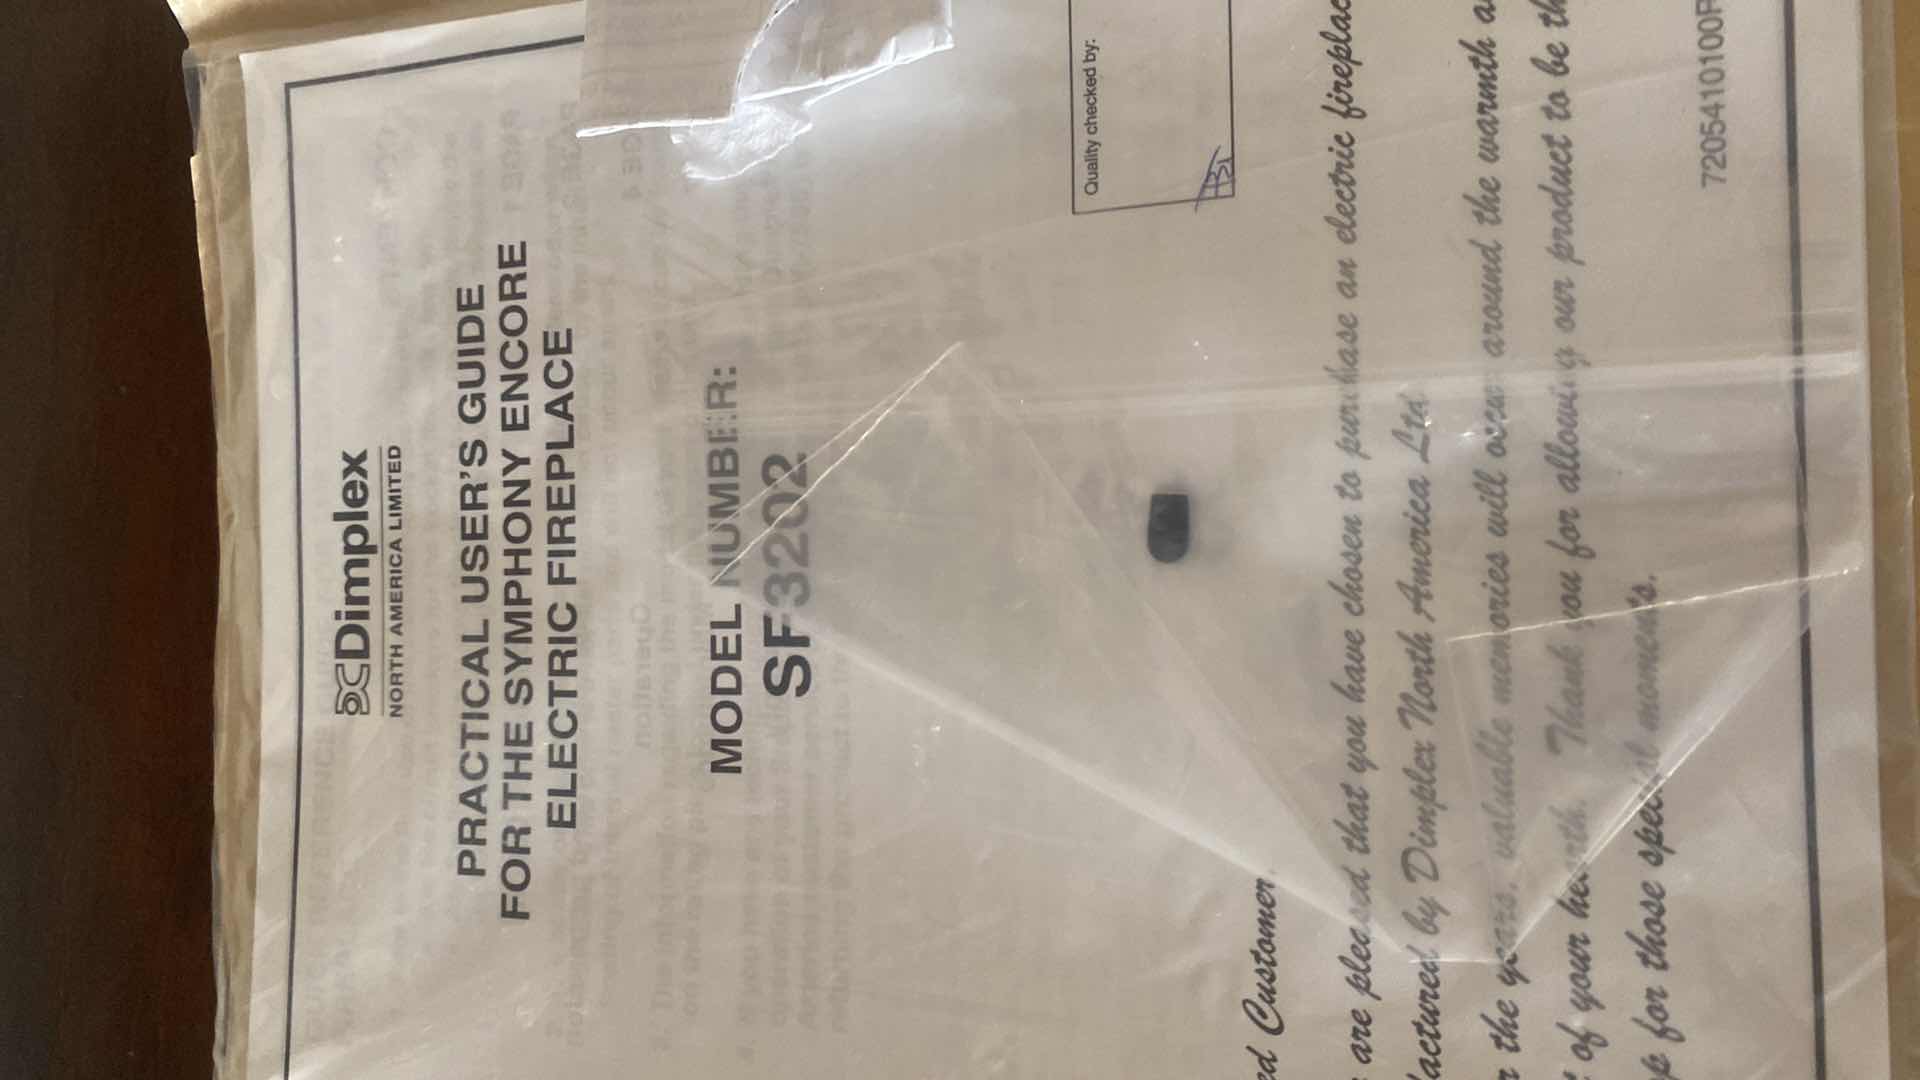 Dimplex
NORTH AMERICA LIMITED
PRACTICAL USER'S GUIDE
FOR THE SYMPHONY ENCORE
ELECTRIC FIREPLACE
MODEL NUMBER:
SF3202
Quality checked by:
ed Customer,
are pleased that you have chosen to purchase an electric fireplac
factured by Dimplex North America Ltd.
r the years, valuable memories will occur around the warmth a
of your hearth. Thank you for allowing our product to be th
p for those special moments.
7205410100R